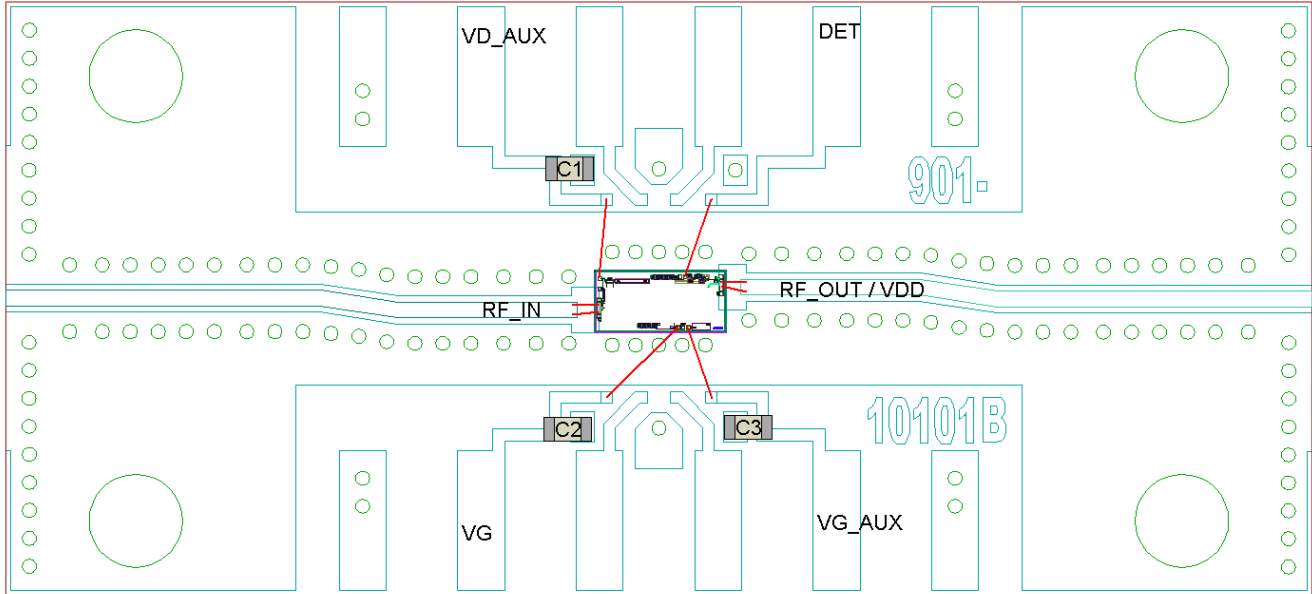 VD_AUX
DET
C1
901-
RF_IN
RF_OUT / VDD
C2
C3
10101B
VG
VG_AUX